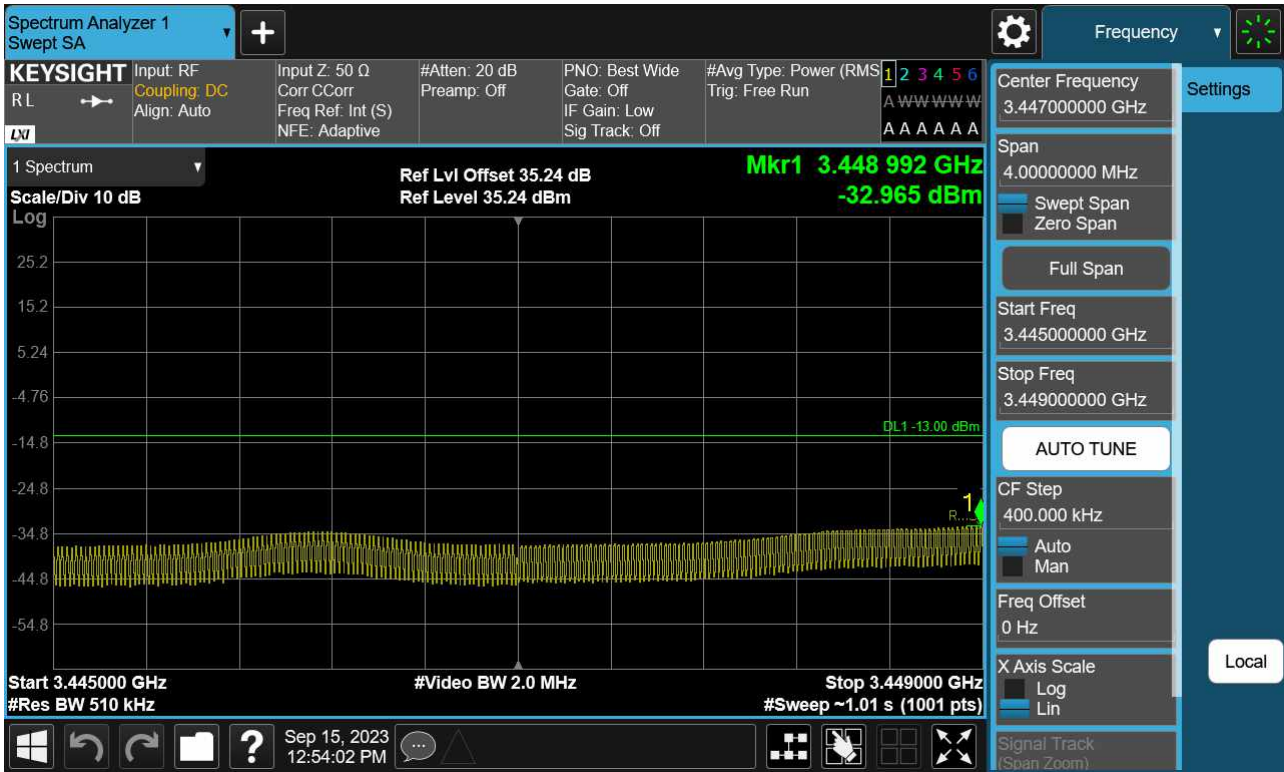 Spectrum Analyzer 1
Swept SA
+
Frequency
KEYSIGHT
RL
LXI
Input: RF
Coupling: DC
Align: Auto
Input Z: 50 Ω
Corr CCorr
Freq Ref: Int (S)
NFE: Adaptive
#Atten: 20 dB
Preamp: Off
PNO: Best Wide
Gate: Off
IF Gain: Low
Sig Track: Off
#Avg Type: Power (RMS
Trig: Free Run
1 2 3 4 5 6
A W W W W W
A A A A A A
1 Spectrum
Scale/Div 10 dB
Log
Ref Lvl Offset 35.24 dB
Ref Level 35.24 dBm
Mkr1 3.448 992 GHz
-32.965 dBm
25.2
15.2
5.24
-4.76
-14.8
-24.8
-34.8
-44.8
-54.8
DL1 -13.00 dBm
1
Start 3.445000 GHz
#Res BW 510 kHz
#Video BW 2.0 MHz
Stop 3.449000 GHz
#Sweep ~1.01 s (1001 pts)
?
Sep 15, 2023
12:54:02 PM
Center Frequency
3.447000000 GHz
Span
4.00000000 MHz
Swept Span
Zero Span
Full Span
Start Freq
3.445000000 GHz
Stop Freq
3.449000000 GHz
AUTO TUNE
CF Step
400.000 kHz
Auto
Man
Freq Offset
0 Hz
X Axis Scale
Log
Lin
Signal Track
(Span Zoom)
Settings
Local